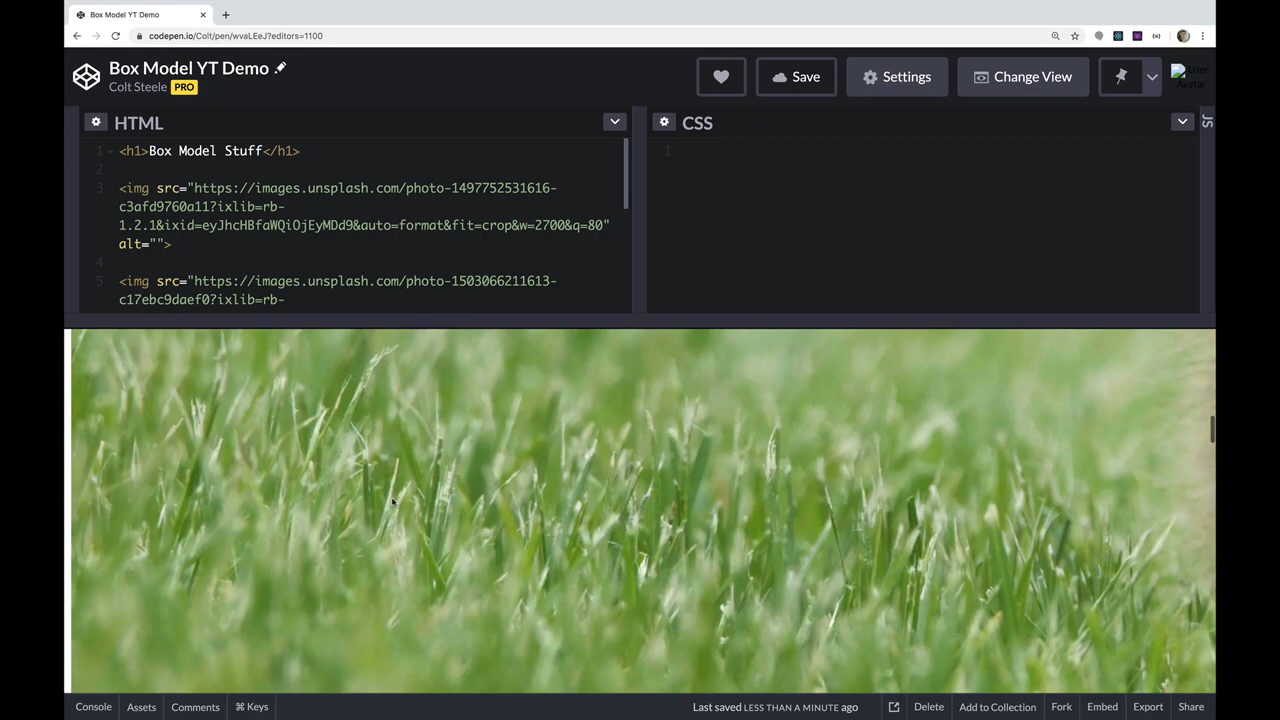 Box Model YT Demo
codepen.io/Colt/pen/wvaLEeJ?editors=1100
Box Model YT Demo
Colt Steele PRO
Save
Settings
Change View
User Avatar
HTML
CSS
JS
1 <h1>Box Model Stuff</h1>
2
3 <img src="https://images.unsplash.com/photo-1497752531616-
c3afd9760a11?ixlib=rb-
1.2.1&ixid=eyJhcHBfaWQiOjEyMDd9&auto=format&fit=crop&w=2700&q=80"
alt="">
4
5 <img src="https://images.unsplash.com/photo-1503066211613-
c17ebc9daef0?ixlib=rb-
1
Console Assets Comments ⌘ Keys Last saved LESS THAN A MINUTE ago Delete Add to Collection Fork Embed Export Share